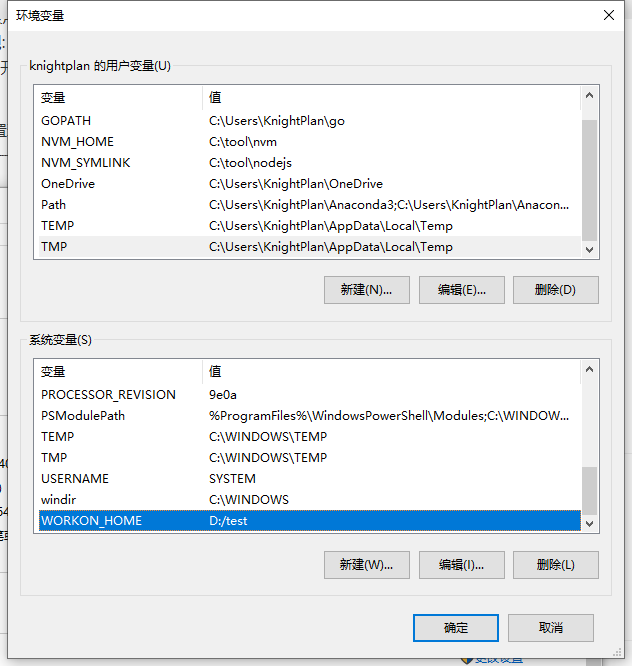 环境变量
knightplan 的用户变量(U)
变量 值
GOPATH C:\Users\KnightPlan\go
NVM_HOME C:\tool\nvm
NVM_SYMLINK C:\tool\nodejs
OneDrive C:\Users\KnightPlan\OneDrive
Path C:\Users\KnightPlan\Anaconda3;C:\Users\KnightPlan\Anacon...
TEMP C:\Users\KnightPlan\AppData\Local\Temp
TMP C:\Users\KnightPlan\AppData\Local\Temp
新建(N)... 编辑(E)... 删除(D)
系统变量(S)
变量 值
PROCESSOR_REVISION 9e0a
PSModulePath %ProgramFiles%\WindowsPowerShell\Modules;C:\WINDOW...
TEMP C:\WINDOWS\TEMP
TMP C:\WINDOWS\TEMP
USERNAME SYSTEM
windir C:\WINDOWS
WORKON_HOME D:/test
新建(W)... 编辑(I)... 删除(L)
确定 取消
更改设置